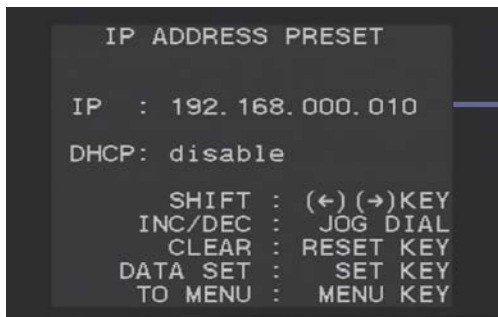 IP ADDRESS PRESET
IP : 192.168.000.010
DHCP: disable
SHIFT : (←)(→)KEY
INC/DEC : JOG DIAL
CLEAR : RESET KEY
DATA SET : SET KEY
TO MENU : MENU KEY